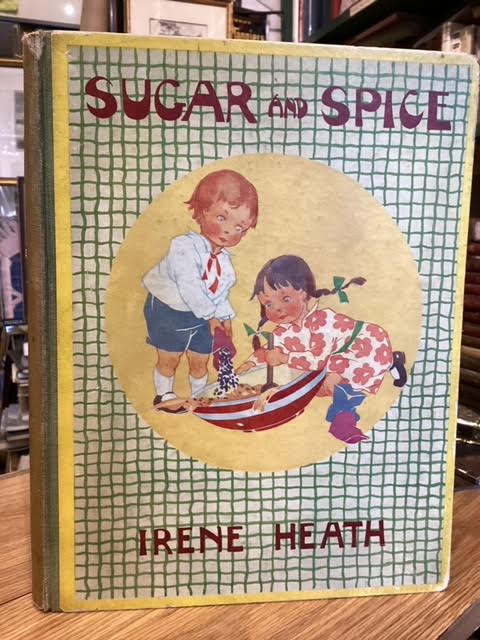 SUGAR AND SPICE
IRENE HEATH